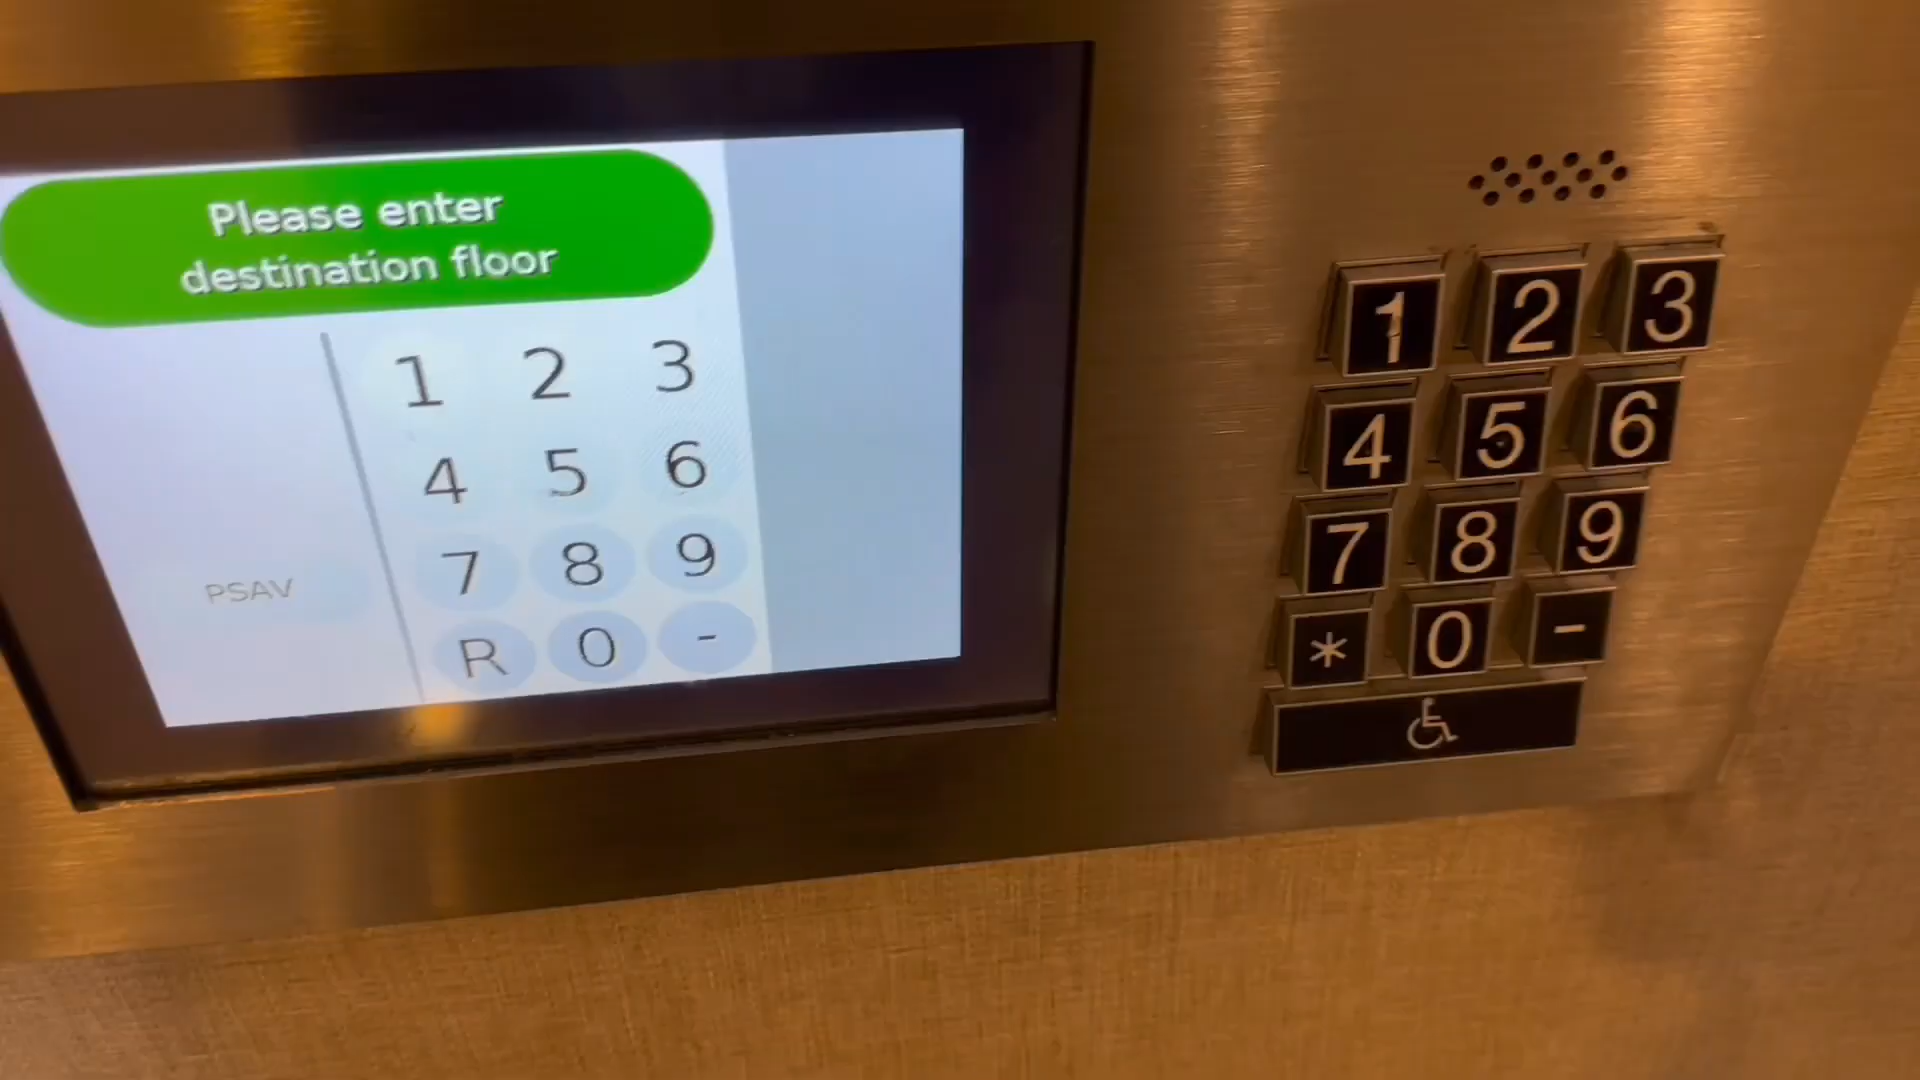 Please enter
destination floor
1 2 3
4 5 6
7 8 9
R 0 -
PSAV
1 2 3
4 5 6
7 8 9
* 0 -